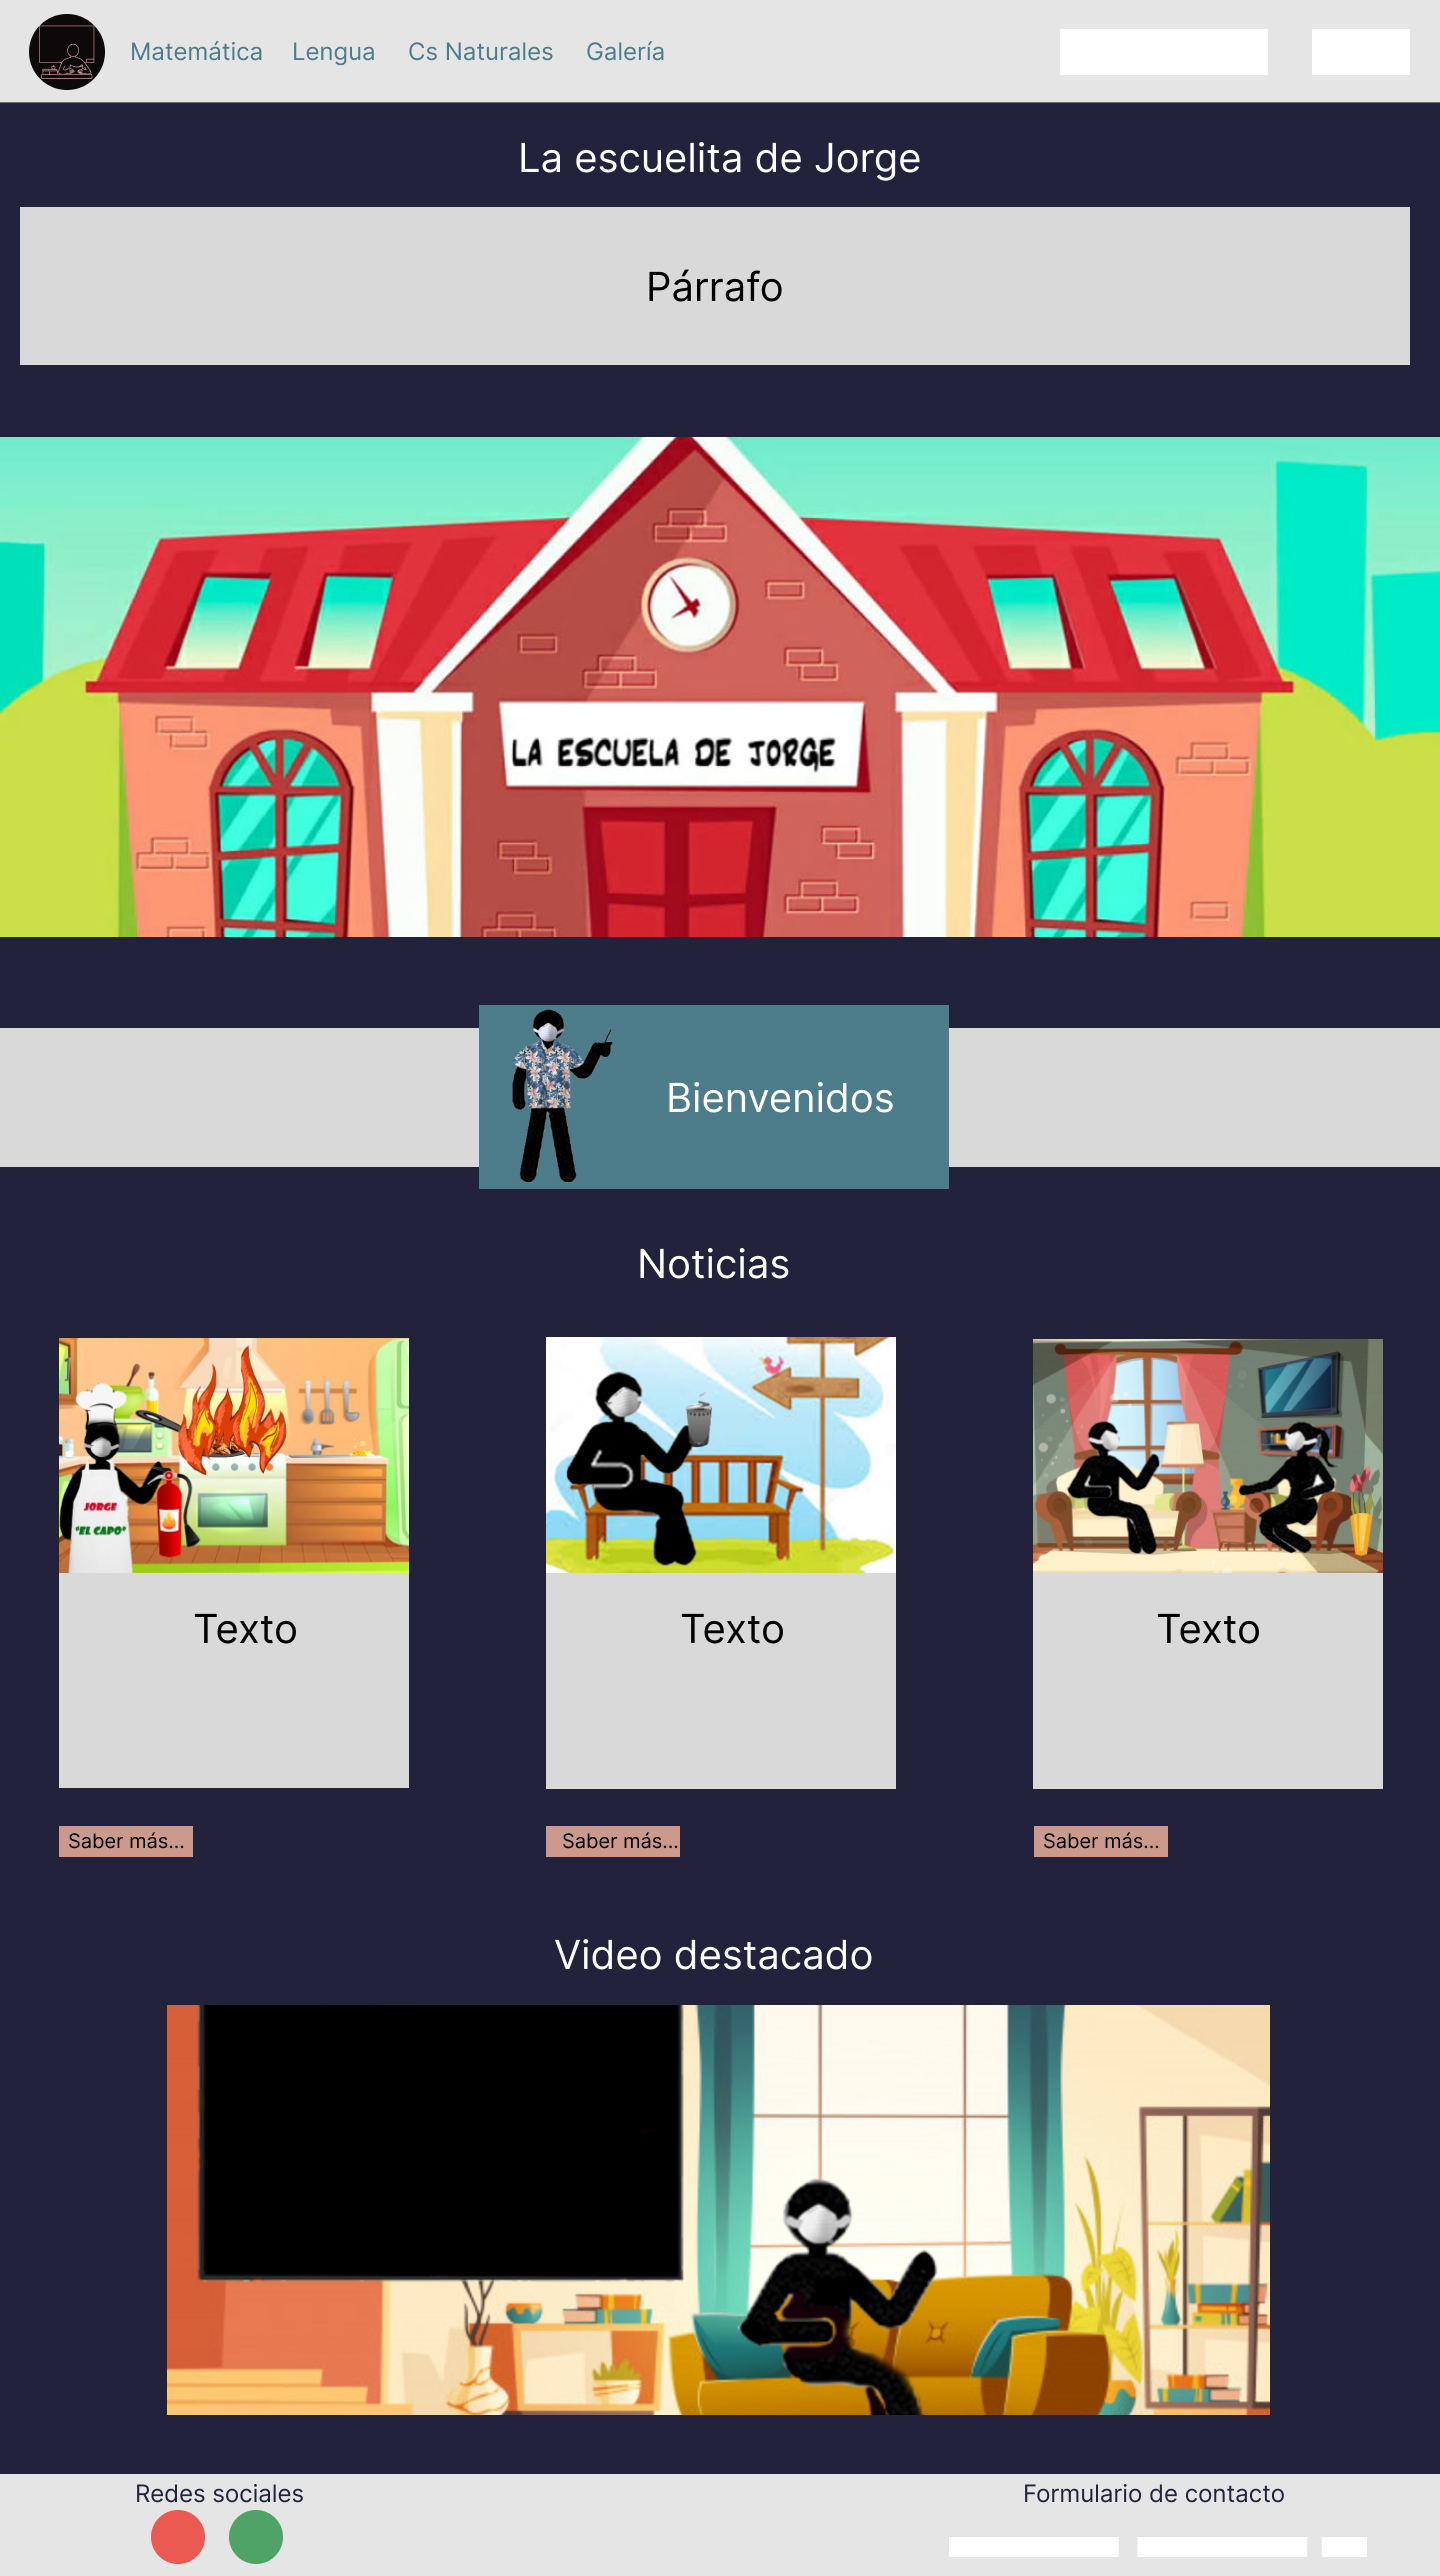 Matemática Lengua Cs Naturales Galería
La escuelita de Jorge
Párrafo
LA ESCUELA DE JORGE
Bienvenidos
Noticias
JORGE
"EL CAPO"
Texto
Texto
Texto
Saber más...
Saber más...
Saber más...
Video destacado
Redes sociales
Formulario de contacto